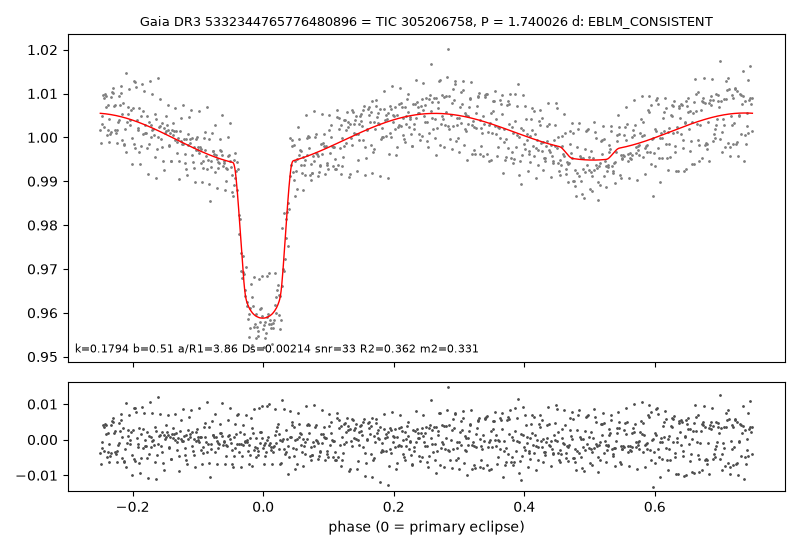 Gaia DR3 5332344765776480896 = TIC 305206758, P = 1.740026 d: EBLM_CONSISTENT
1.02
1.01
1.00
0.99
0.98
0.97
0.96
0.95
k=0.1794 b=0.51 a/R1=3.86 Ds=0.00214 snr=33 R2=0.362 m2=0.331
0.01
0.00
−0.01
−0.2 0.0 0.2 0.4 0.6
phase (0 = primary eclipse)